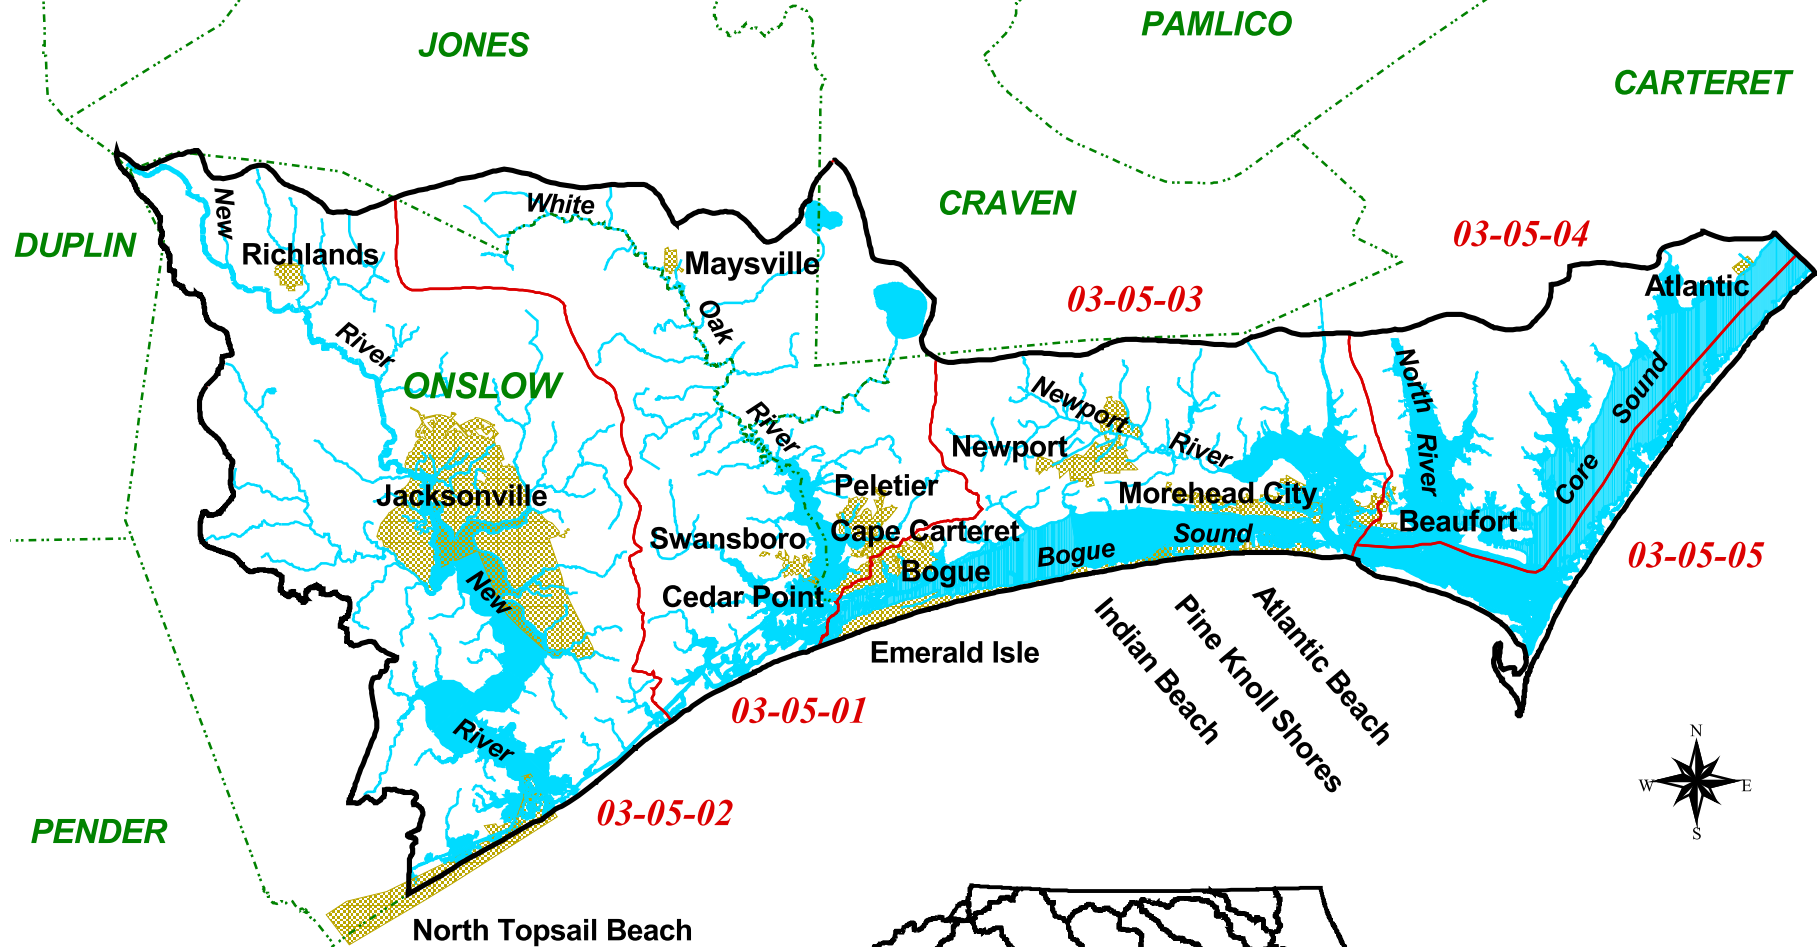 JONES
PAMLICO
CARTERET
DUPLIN
CRAVEN
ONSLOW
PENDER
03-05-04
03-05-03
03-05-05
03-05-01
03-05-02
New
River
Richlands
White
Oak
River
Maysville
Jacksonville
New
River
Swansboro
Peletier
Cape Carteret
Bogue
Cedar Point
Emerald Isle
Newport
River
Newport
Morehead City
Bogue
Sound
Beaufort
North
River
Core
Sound
Atlantic
Indian Beach
Pine Knoll Shores
Atlantic Beach
North Topsail Beach
N
W
E
S